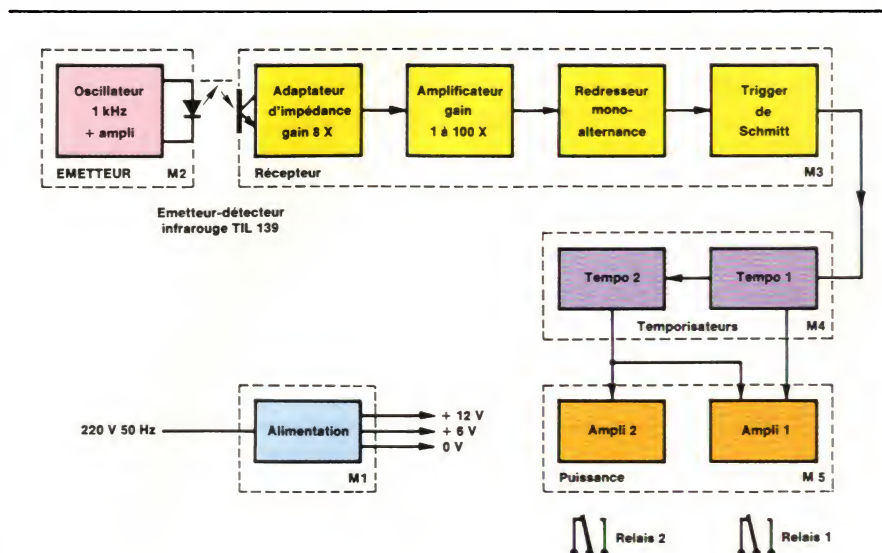 Oscillateur
1 kHz
+ ampli
EMETTEUR
M2
Adaptateur
d'impédance
gain 8 X
Amplificateur
gain
1 à 100 X
Redresseur
mono-
alternance
Trigger
de
Schmitt
Récepteur
M3
Emetteur-détecteur
infrarouge TIL 139
Tempo 2
Tempo 1
Temporisateurs
M4
220 V 50 Hz
Alimentation
+ 12 V
+ 6 V
0 V
M1
Ampli 2
Ampli 1
Puissance
M 5
Relais 2
Relais 1